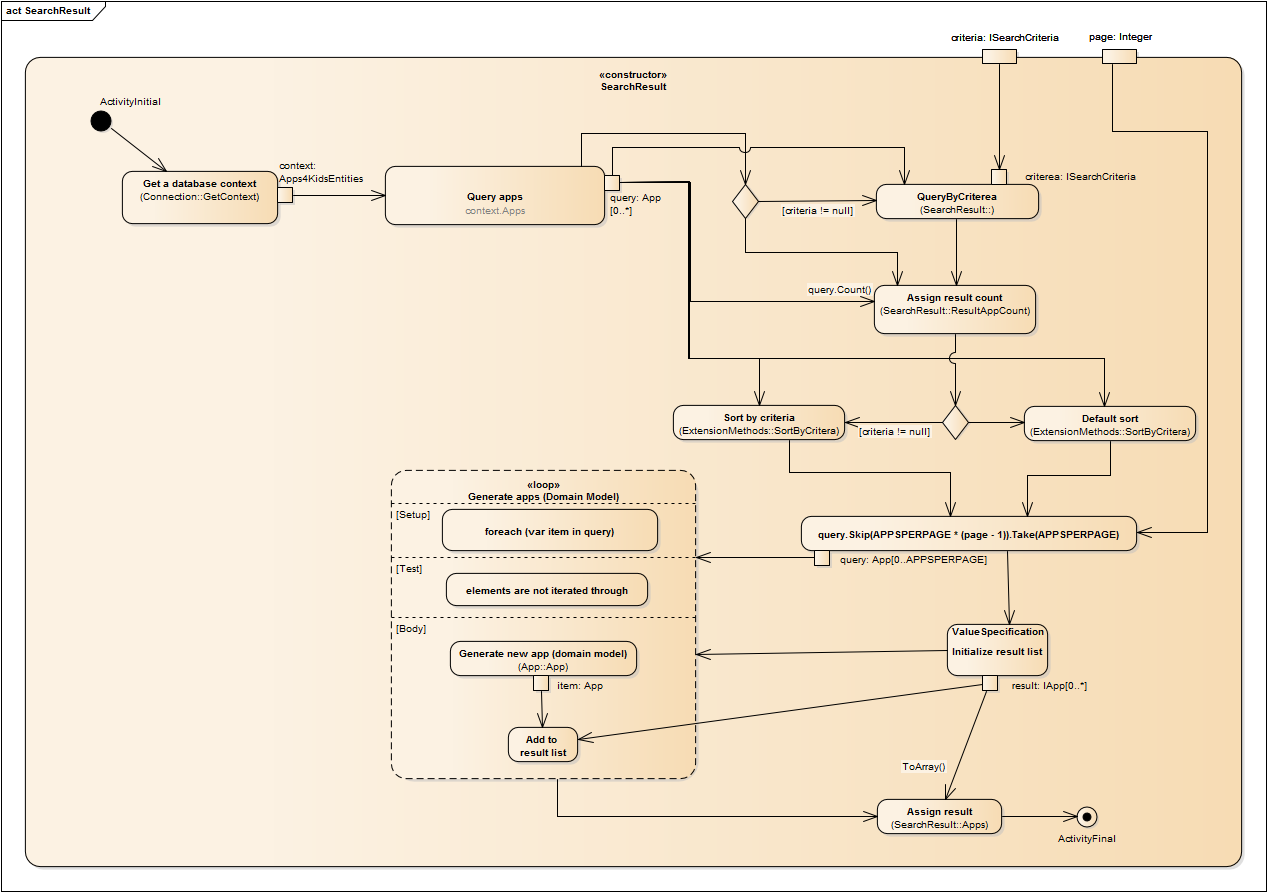 act SearchResult
criteria: ISearchCriteria
page: Integer
«constructor»
SearchResult
ActivityInitial
Get a database context
(Connection::GetContext)
context:
Apps4KidsEntities
Query apps
context.Apps
query: App
[0..*]
criterea: ISearchCriteria
[criteria != null]
QueryByCriterea
(SearchResult::)
query.Count()
Assign result count
(SearchResult::ResultAppCount)
Sort by criteria
(ExtensionMethods::SortByCritera)
[criteria != null]
Default sort
(ExtensionMethods::SortByCritera)
«loop»
Generate apps (Domain Model)
[Setup]
foreach (var item in query)
[Test]
elements are not iterated through
[Body]
Generate new app (domain model)
(App::App)
item: App
Add to
result list
query.Skip(APPSPERPAGE * (page - 1)).Take(APPSPERPAGE)
query: App[0..APPSPERPAGE]
ValueSpecification
Initialize result list
result: IApp[0..*]
ToArray()
Assign result
(SearchResult::Apps)
ActivityFinal